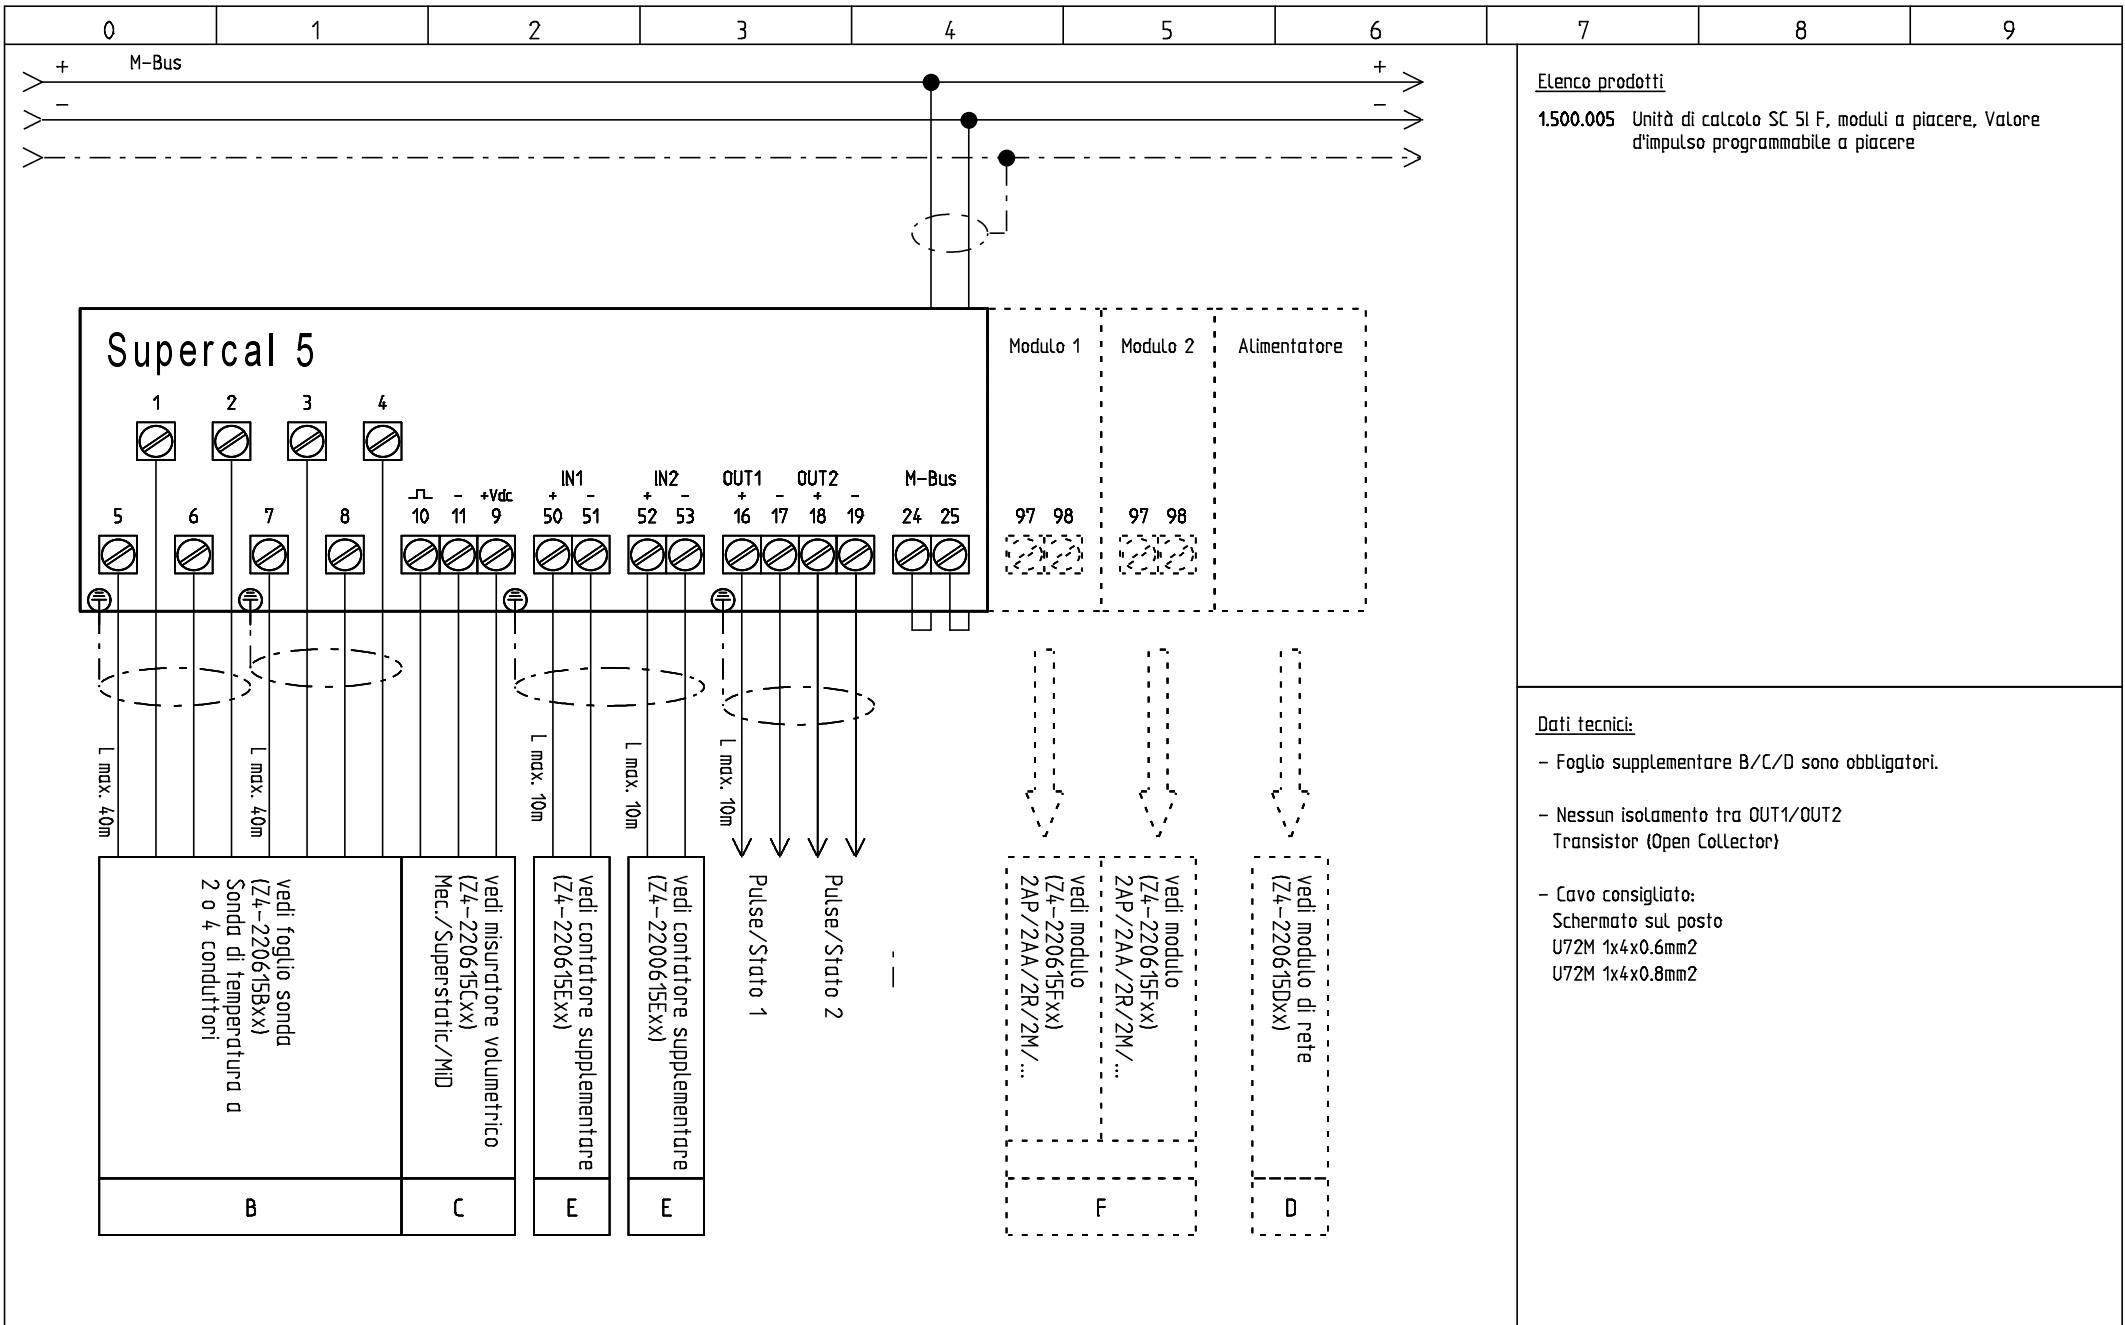 0 1 2 3 4 5 6 7 8 9
+ M-Bus +
- -
Elenco prodotti
1.500.005 Unità di calcolo SC 5I F, moduli a piacere, Valore
d'impulso programmabile a piacere
Supercal 5
Modulo 1 Modulo 2 Alimentatore
1 2 3 4
IN1 IN2 OUT1 OUT2 M-Bus
- +Vdc + - + - + - + -
5 6 7 8 10 11 9 50 51 52 53 16 17 18 19 24 25 97 98 97 98
L max. 40m
L max. 40m
L max. 10m
L max. 10m
L max. 10m
vedi foglio sonda
(Z4-220615Bxx)
Sonda di temperatura a
2 o 4 conduttori
vedi misuratore volumetrico
(Z4-220615Cxx)
Mec./Superstatic/MiD
vedi contatore supplementare
(Z4-220615Exx)
vedi contatore supplementare
(Z4-2200615Exx)
Pulse/Stato 1
Pulse/Stato 2
vedi modulo
(Z4-220615Fxx)
2AP/2AA/2R/2M/...
vedi modulo
(Z4-220615Fxx)
2AP/2AA/2R/2M/...
vedi modulo di rete
(Z4-220615Dxx)
B C E E F D
Dati tecnici:
- Foglio supplementare B/C/D sono obbligatori.
- Nessun isolamento tra OUT1/OUT2
Transistor (Open Collector)
- Cavo consigliato:
Schermato sul posto
U72M 1x4x0.6mm2
U72M 1x4x0.8mm2